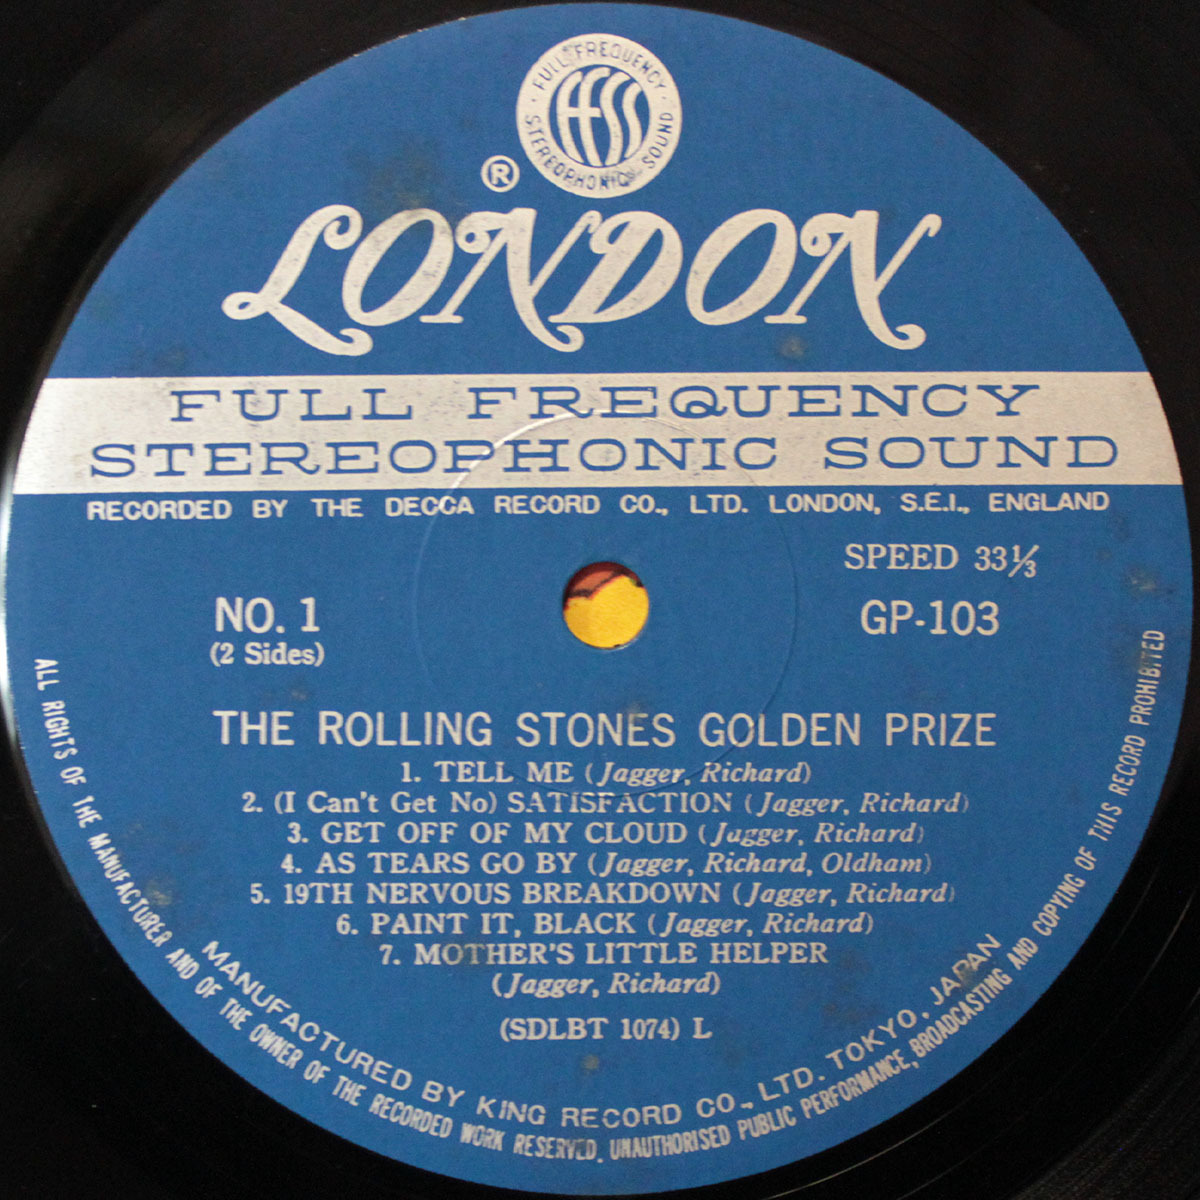 FULL FREQUENCY
STEREOPHONIC SOUND
ffss
®
LONDON
FULL FREQUENCY
STEREOPHONIC SOUND
RECORDED BY THE DECCA RECORD CO., LTD. LONDON, S.E.I., ENGLAND
SPEED 33⅓
NO. 1
GP-103
(2 Sides)
THE ROLLING STONES GOLDEN PRIZE
1. TELL ME (Jagger, Richard)
2. (I Can't Get No) SATISFACTION (Jagger, Richard)
3. GET OFF OF MY CLOUD (Jagger, Richard)
4. AS TEARS GO BY (Jagger, Richard, Oldham)
5. 19TH NERVOUS BREAKDOWN (Jagger, Richard)
6. PAINT IT, BLACK (Jagger, Richard)
7. MOTHER'S LITTLE HELPER
(Jagger, Richard)
(SDLBT 1074) L
MANUFACTURED BY KING RECORD CO., LTD. TOKYO, JAPAN
ALL RIGHTS OF THE MANUFACTURER AND OF THE OWNER OF THE RECORDED WORK RESERVED. UNAUTHORISED PUBLIC PERFORMANCE, BROADCASTING AND COPYING OF THIS RECORD PROHIBITED